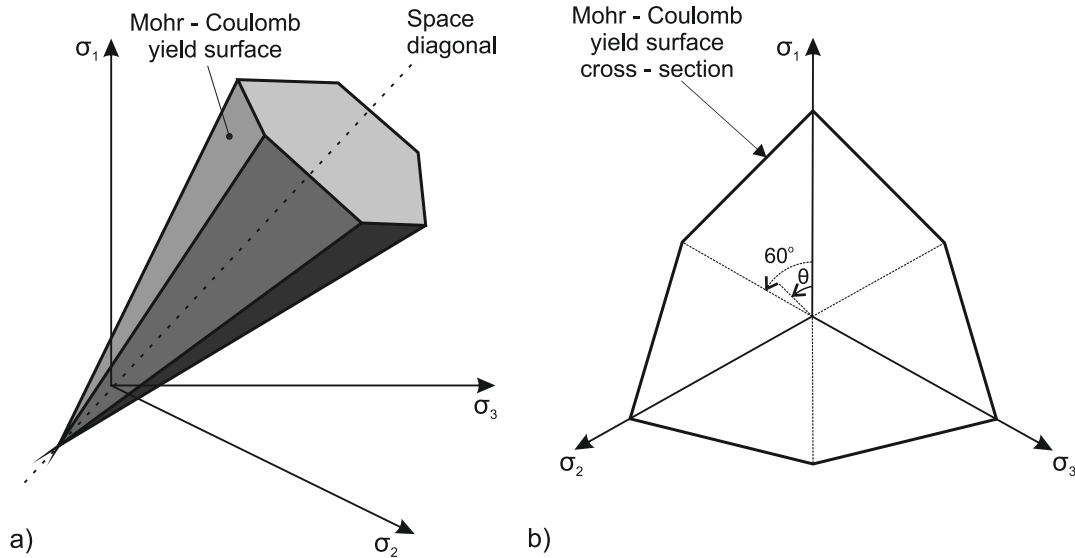 Mohr - Coulomb
yield surface
Space
diagonal
σ₁
σ₃
σ₂
a)
Mohr - Coulomb
yield surface
cross - section
σ₁
60°
θ
σ₂
σ₃
b)